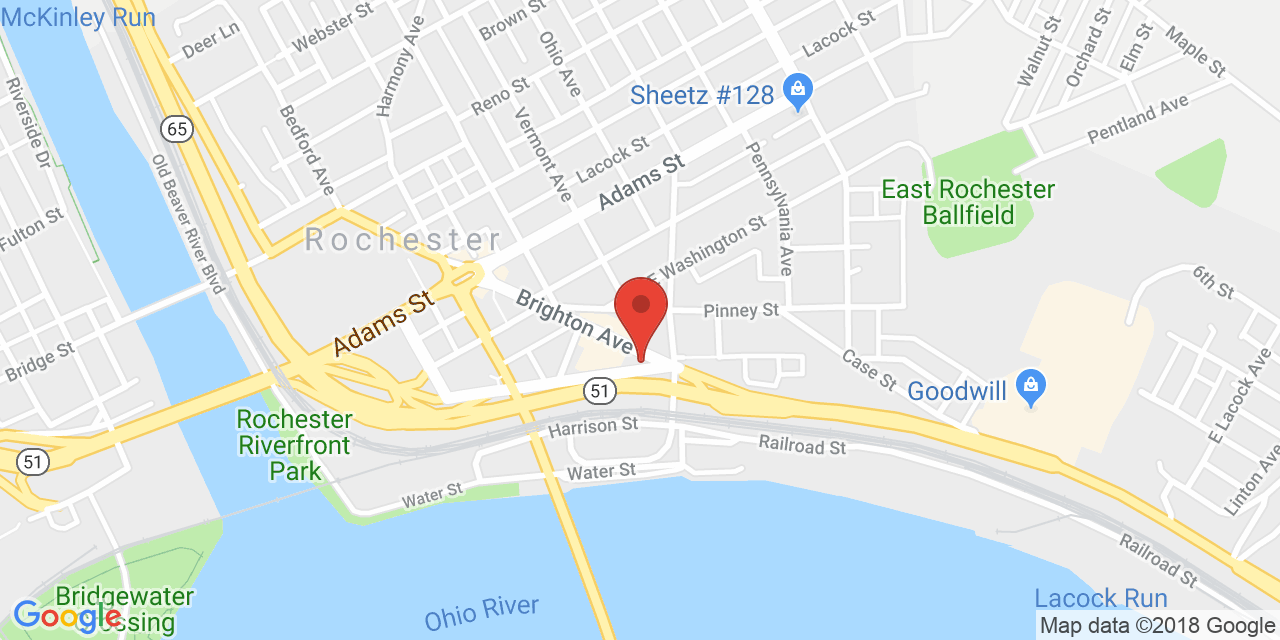 McKinley Run
Deer Ln
Webster St
Harmony Ave
Brown St
Ohio Ave
Lacock St
Walnut St
Orchard St
Elm St
Maple St
Riverside Dr
65
Bedford Ave
Reno St
Sheetz #128
Pentland Ave
Vermont Ave
Lacock St
Adams St
Pennsylvania Ave
East Rochester
Ballfield
Old Beaver River Blvd
Fulton St
Rochester
E Washington St
6th St
Bridge St
Adams St
Brighton Ave
Pinney St
Case St
51
Goodwill
E Lacock Ave
Rochester
Riverfront
Park
Harrison St
Railroad St
51
Water St
Water St
Linton Ave
Railroad St
Bridgewater
Crossing
Google
Ohio River
Lacock Run
Map data ©2018 Google